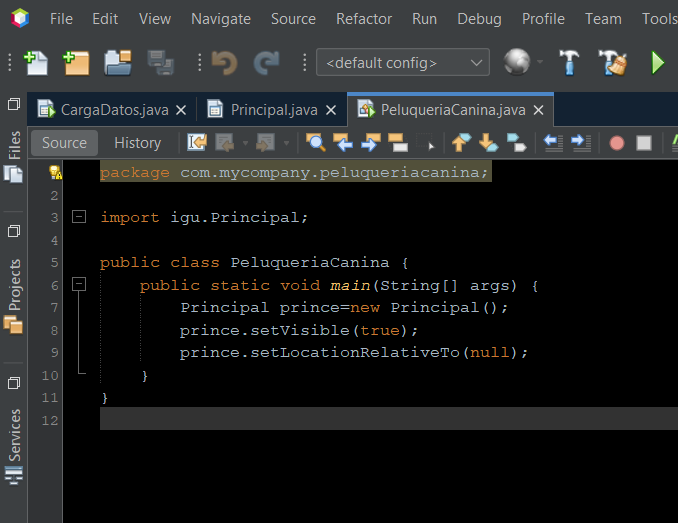 File Edit View Navigate Source Refactor Run Debug Profile Team Tools
<default config>
CargaDatos.java Principal.java PeluqueriaCanina.java
Source History
Files
Projects
Services
package com.mycompany.peluqueriacanina;
2
3 import igu.Principal;
4
5 public class PeluqueriaCanina {
6 public static void main(String[] args) {
7 Principal prince=new Principal();
8 prince.setVisible(true);
9 prince.setLocationRelativeTo(null);
10 }
11 }
12